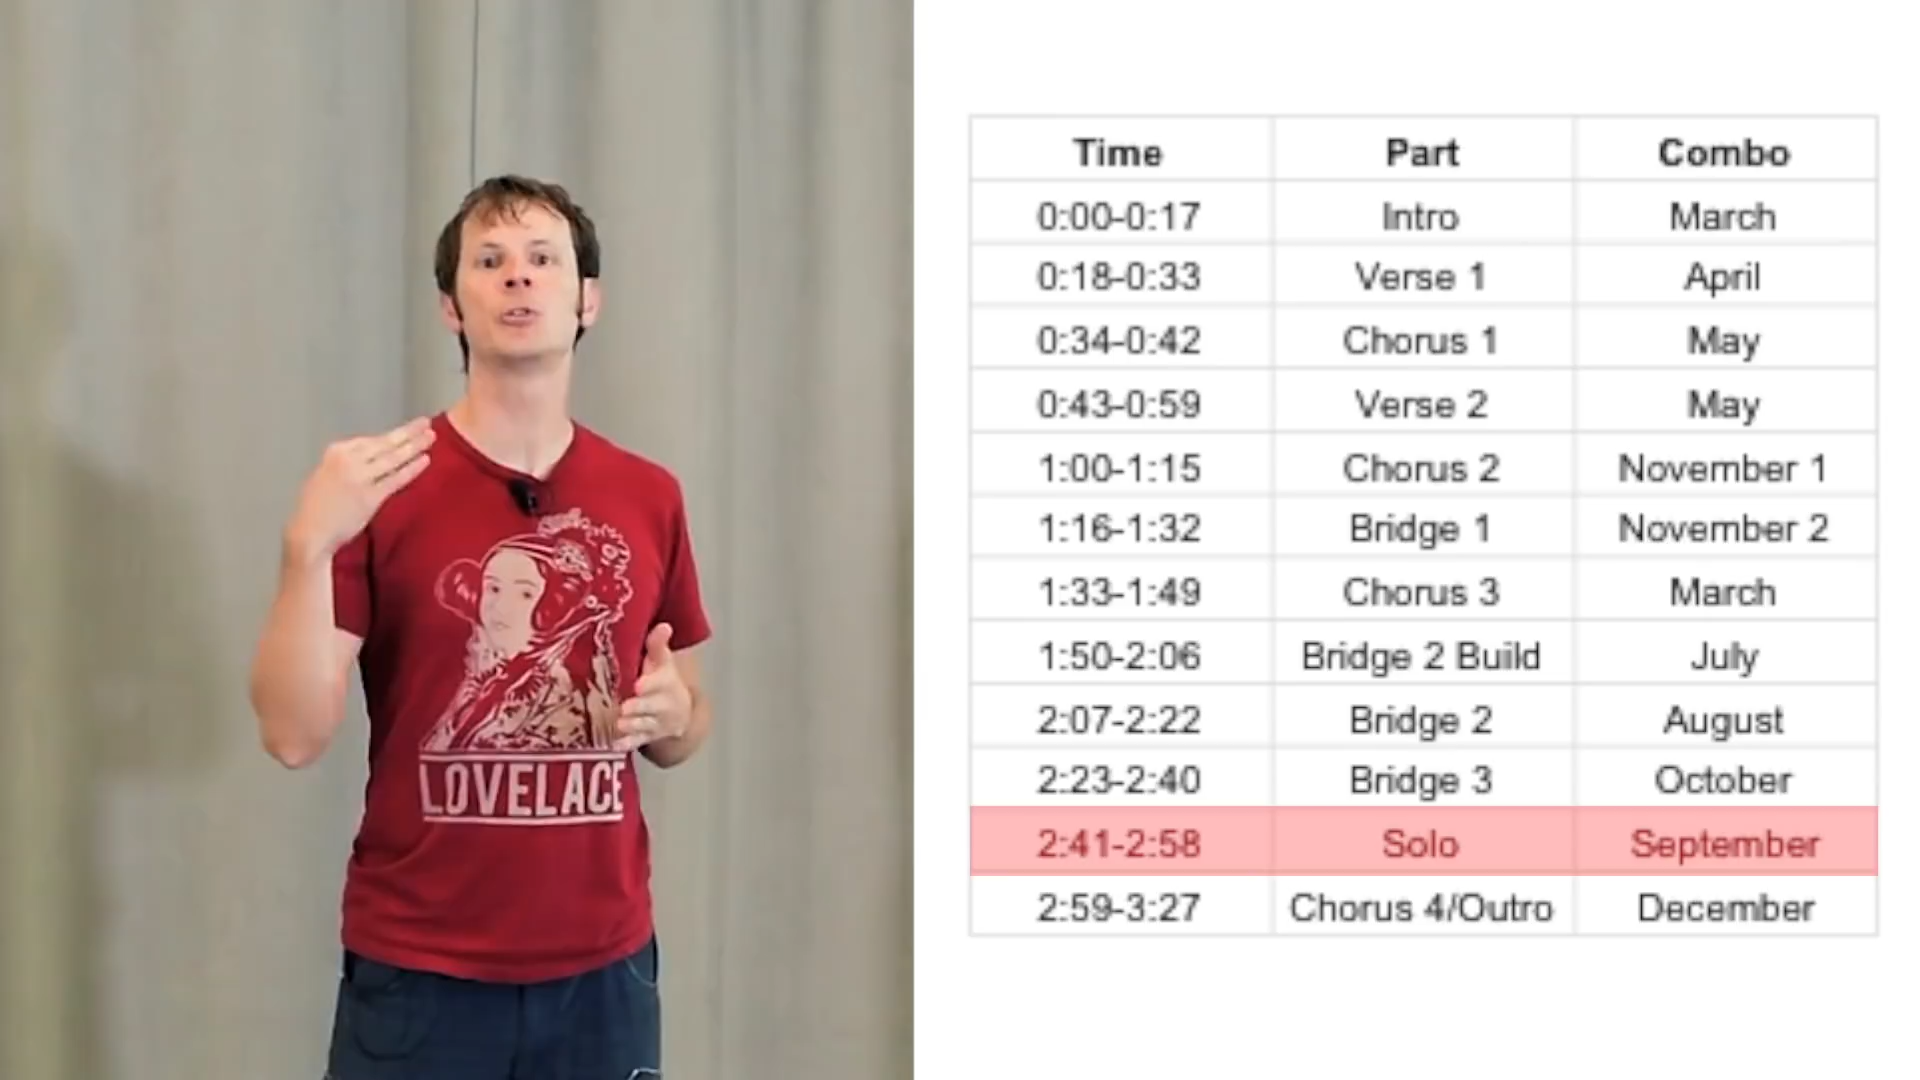 LOVELACE
Time Part Combo
0:00-0:17 Intro March
0:18-0:33 Verse 1 April
0:34-0:42 Chorus 1 May
0:43-0:59 Verse 2 May
1:00-1:15 Chorus 2 November 1
1:16-1:32 Bridge 1 November 2
1:33-1:49 Chorus 3 March
1:50-2:06 Bridge 2 Build July
2:07-2:22 Bridge 2 August
2:23-2:40 Bridge 3 October
2:41-2:58 Solo September
2:59-3:27 Chorus 4/Outro December